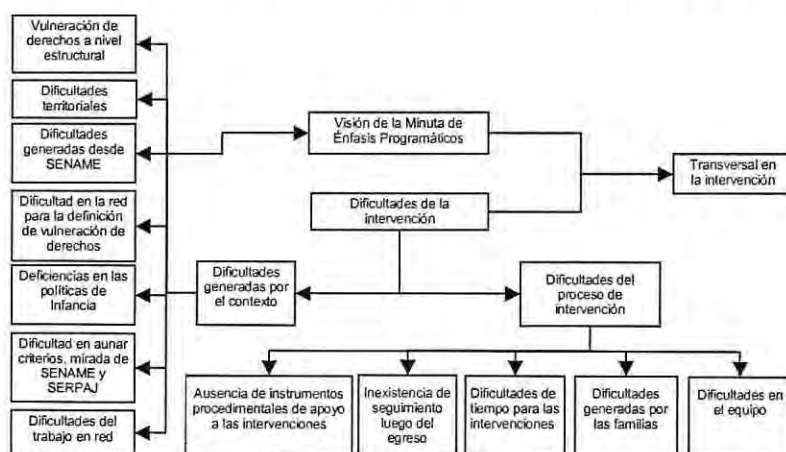 Vulneración de
derechos a nivel
estructural
Dificultades
territoriales
Dificultades
generadas desde
SENAME
Dificultad en la red
para la definición
de vulneración de
derechos
Deficiencias en las
políticas de
Infancia
Dificultad en aunar
criterios, mirada de
SENAME y
SERPAJ
Dificultades del
trabajo en red
Visión de la Minuta de
Énfasis Programáticos
Transversal en
la intervención
Dificultades de la
intervención
Dificultades
generadas por
el contexto
Dificultades del
proceso de
intervención
Ausencia de instrumentos
procedimentales de apoyo
a las intervenciones
Inexistencia de
seguimiento
luego del
egreso
Dificultades de
tiempo para las
intervenciones
Dificultades
generadas por
las familias
Dificultades en
el equipo